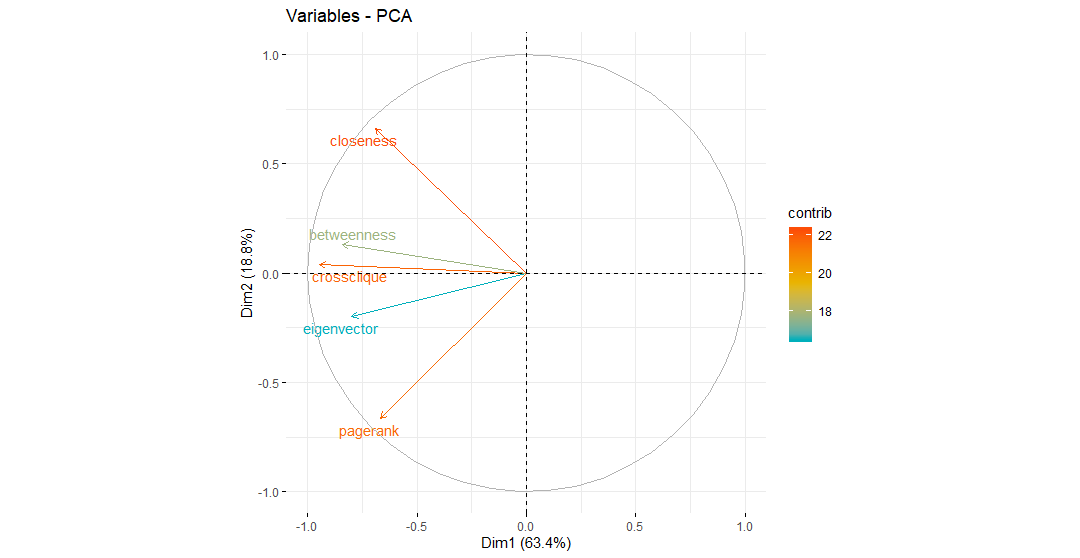 Variables - PCA
1.0
0.5
0.0
-0.5
-1.0
Dim2 (18.8%)
closeness
betweenness
crossclique
eigenvector
pagerank
-1.0
-0.5
0.0
0.5
1.0
Dim1 (63.4%)
contrib
22
20
18